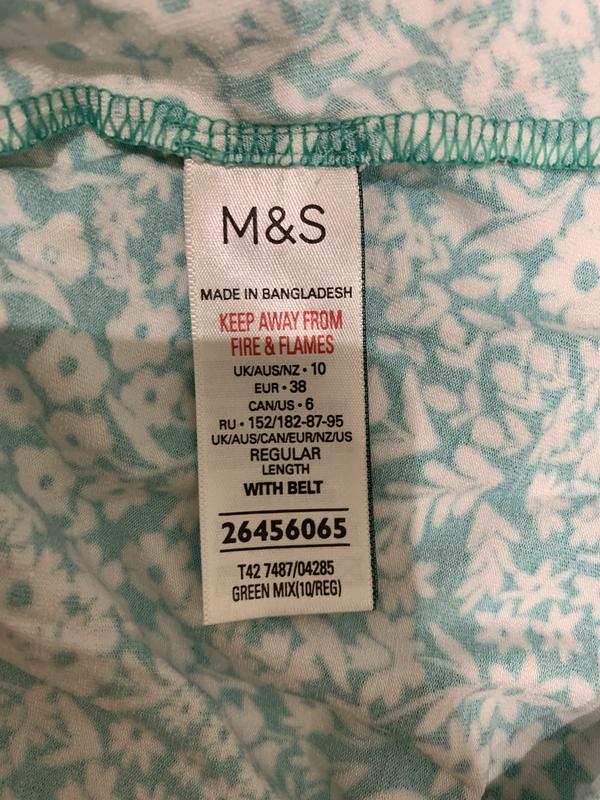 M&S
MADE IN BANGLADESH
KEEP AWAY FROM
FIRE & FLAMES
UK/AUS/NZ • 10
EUR • 38
CAN/US • 6
RU • 152/182-87-95
UK/AUS/CAN/EUR/NZ/US
REGULAR
LENGTH
WITH BELT
26456065
T42 7487/04285
GREEN MIX(10/REG)